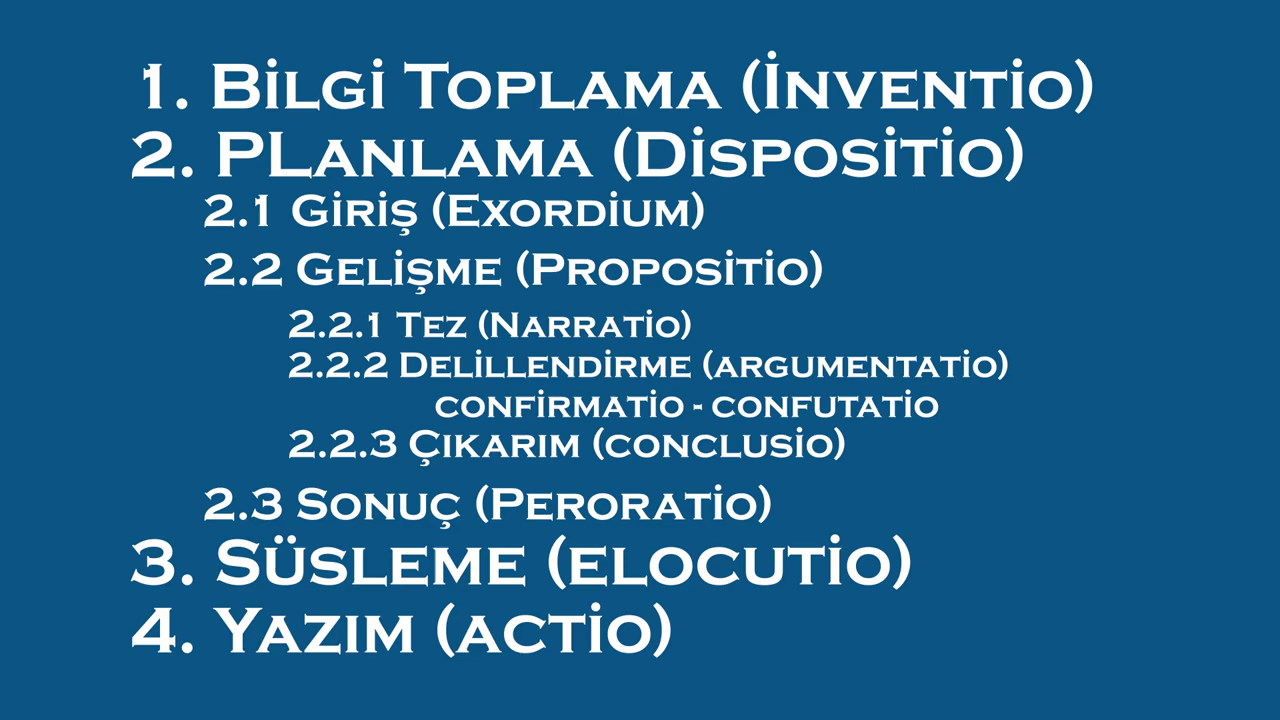 1. Bilgi Toplama (İnventio)
2. PLanlama (Dispositio)
2.1 Giriş (Exordium)
2.2 Gelişme (Propositio)
2.2.1 Tez (Narratio)
2.2.2 Delillendirme (argumentatio)
confirmatio - confutatio
2.2.3 Çıkarım (conclusio)
2.3 Sonuç (Peroratio)
3. Süsleme (elocutio)
4. Yazım (actio)